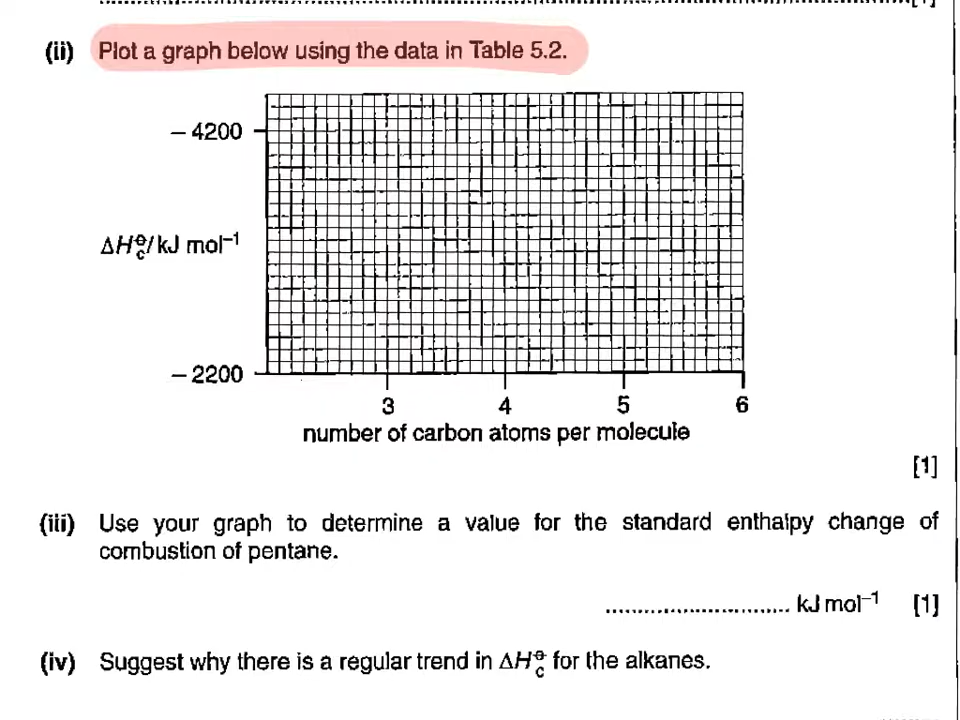 [1]
(ii) Plot a graph below using the data in Table 5.2.
−4200
ΔH⦵c/kJ mol⁻¹
−2200
3 4 5 6
number of carbon atoms per molecule
[1]
(iii) Use your graph to determine a value for the standard enthalpy change of
combustion of pentane.
............................. kJ mol⁻¹ [1]
(iv) Suggest why there is a regular trend in ΔH⦵c for the alkanes.